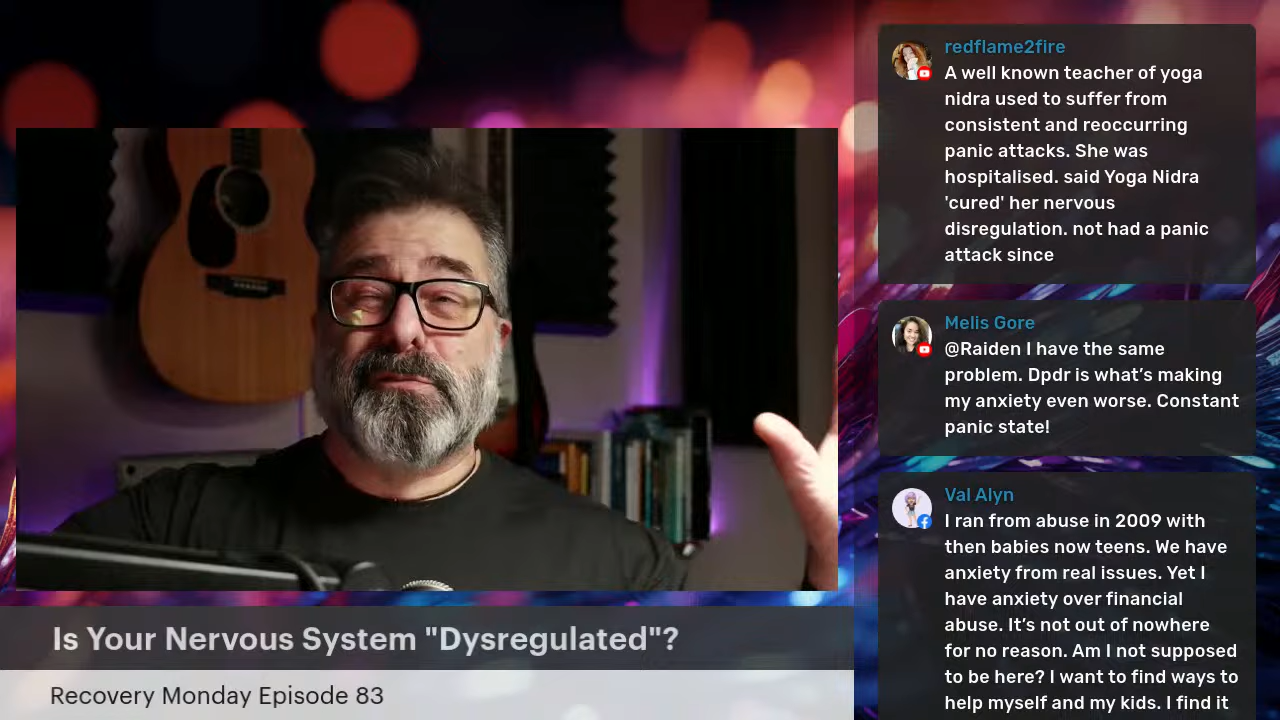 redflame2fire
A well known teacher of yoga
nidra used to suffer from
consistent and reoccurring
panic attacks. She was
hospitalised. said Yoga Nidra
'cured' her nervous
disregulation. not had a panic
attack since
Melis Gore
@Raiden I have the same
problem. Dpdr is what’s making
my anxiety even worse. Constant
panic state!
Val Alyn
I ran from abuse in 2009 with
then babies now teens. We have
anxiety from real issues. Yet I
have anxiety over financial
abuse. It’s not out of nowhere
for no reason. Am I not supposed
to be here? I want to find ways to
help myself and my kids. I find it
Is Your Nervous System "Dysregulated"?
Recovery Monday Episode 83